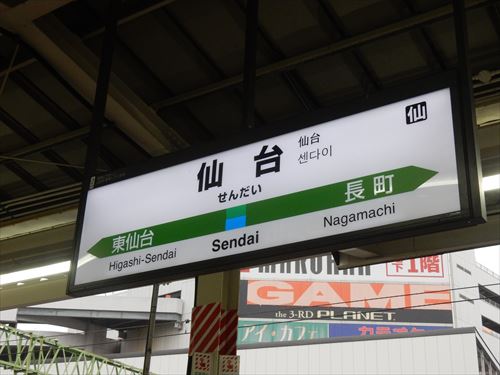 仙
仙台
仙台
센다이
せんだい
東仙台
長町
Higashi-Sendai
Sendai
Nagamachi
1階
GAME
the 3-RD PLANET
アイ・カフェ